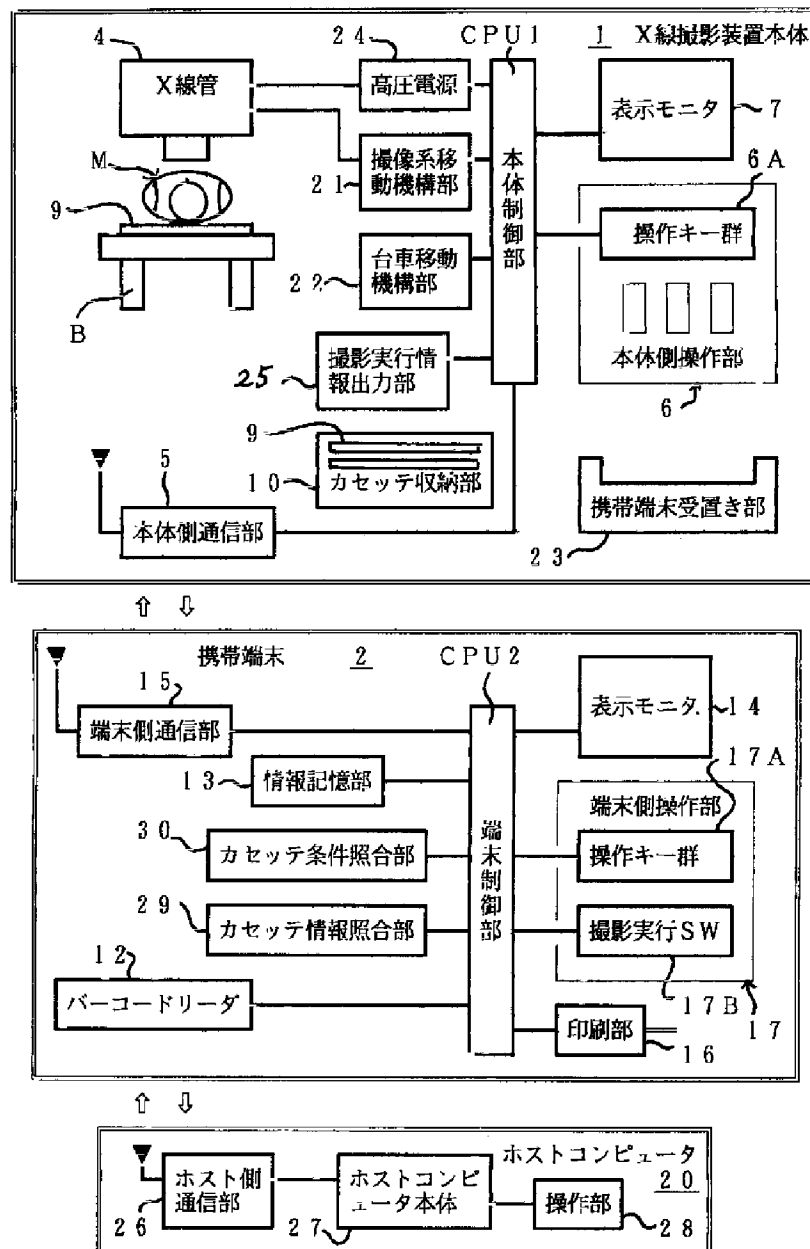 4
２４
ＣＰＵ１
１
Ｘ線撮影装置本体
Ｘ線管
高圧電源
表示モニタ
７
Ｍ
撮像系移
動機構部
２１
本体制御部
６Ａ
９
操作キー群
台車移動
機構部
２２
Ｂ
本体側操作部
６
撮影実行情
報出力部
25
９
カセッテ収納部
１０
５
本体側通信部
携帯端末受置き部
２３
⇧ ⇩
携帯端末
２
ＣＰＵ２
１５
端末側通信部
表示モニタ
１４
１３
情報記憶部
１７Ａ
端末側操作部
３０
カセッテ条件照合部
端末制御部
操作キー群
２９
カセッテ情報照合部
撮影実行ＳＷ
１２
バーコードリーダ
１７Ｂ
１７
印刷部
１６
⇧ ⇩
ホストコンピュータ
２０
ホスト側
通信部
２６
ホストコンピ
ュータ本体
２７
操作部
２８